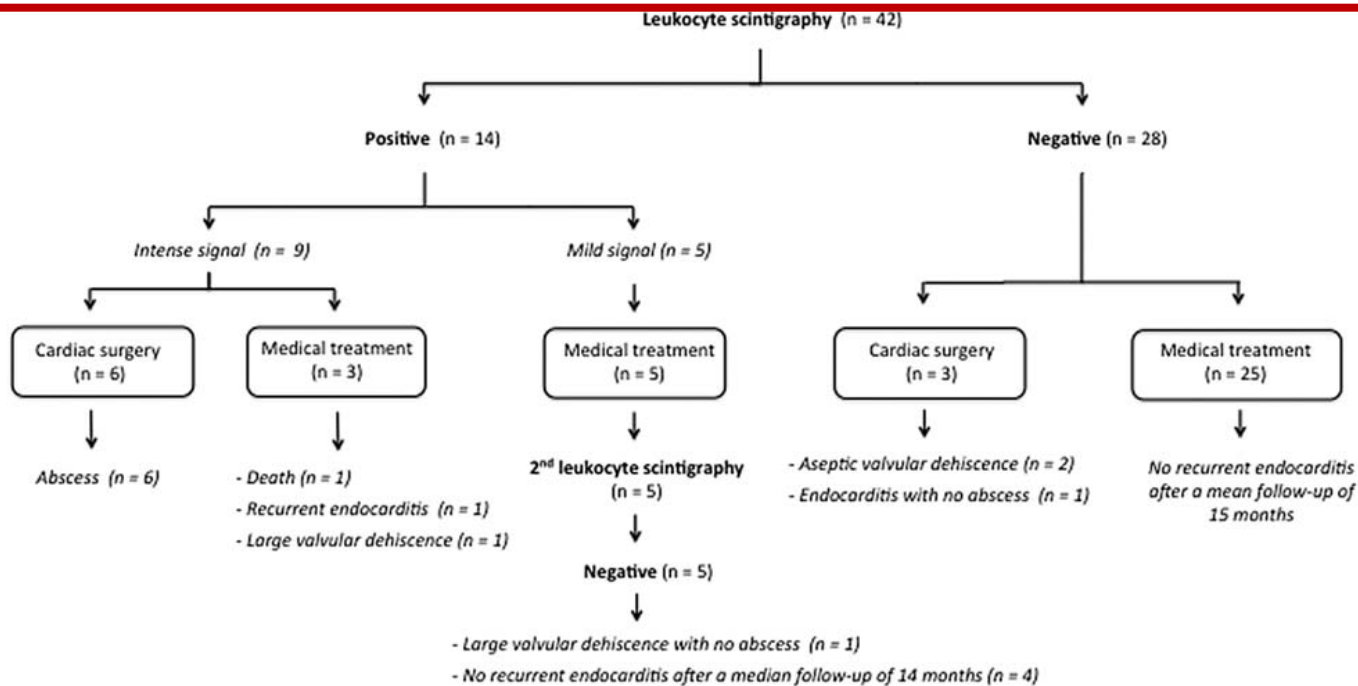 Leukocyte scintigraphy (n = 42)
Positive (n = 14)
Negative (n = 28)
Intense signal (n = 9)
Mild signal (n = 5)
Cardiac surgery
(n = 6)
Medical treatment
(n = 3)
Medical treatment
(n = 5)
Cardiac surgery
(n = 3)
Medical treatment
(n = 25)
Abscess (n = 6)
- Death (n = 1)
- Recurrent endocarditis (n = 1)
- Large valvular dehiscence (n = 1)
2nd leukocyte scintigraphy
(n = 5)
- Aseptic valvular dehiscence (n = 2)
- Endocarditis with no abscess (n = 1)
No recurrent endocarditis
after a mean follow-up of
15 months
Negative (n = 5)
- Large valvular dehiscence with no abscess (n = 1)
- No recurrent endocarditis after a median follow-up of 14 months (n = 4)